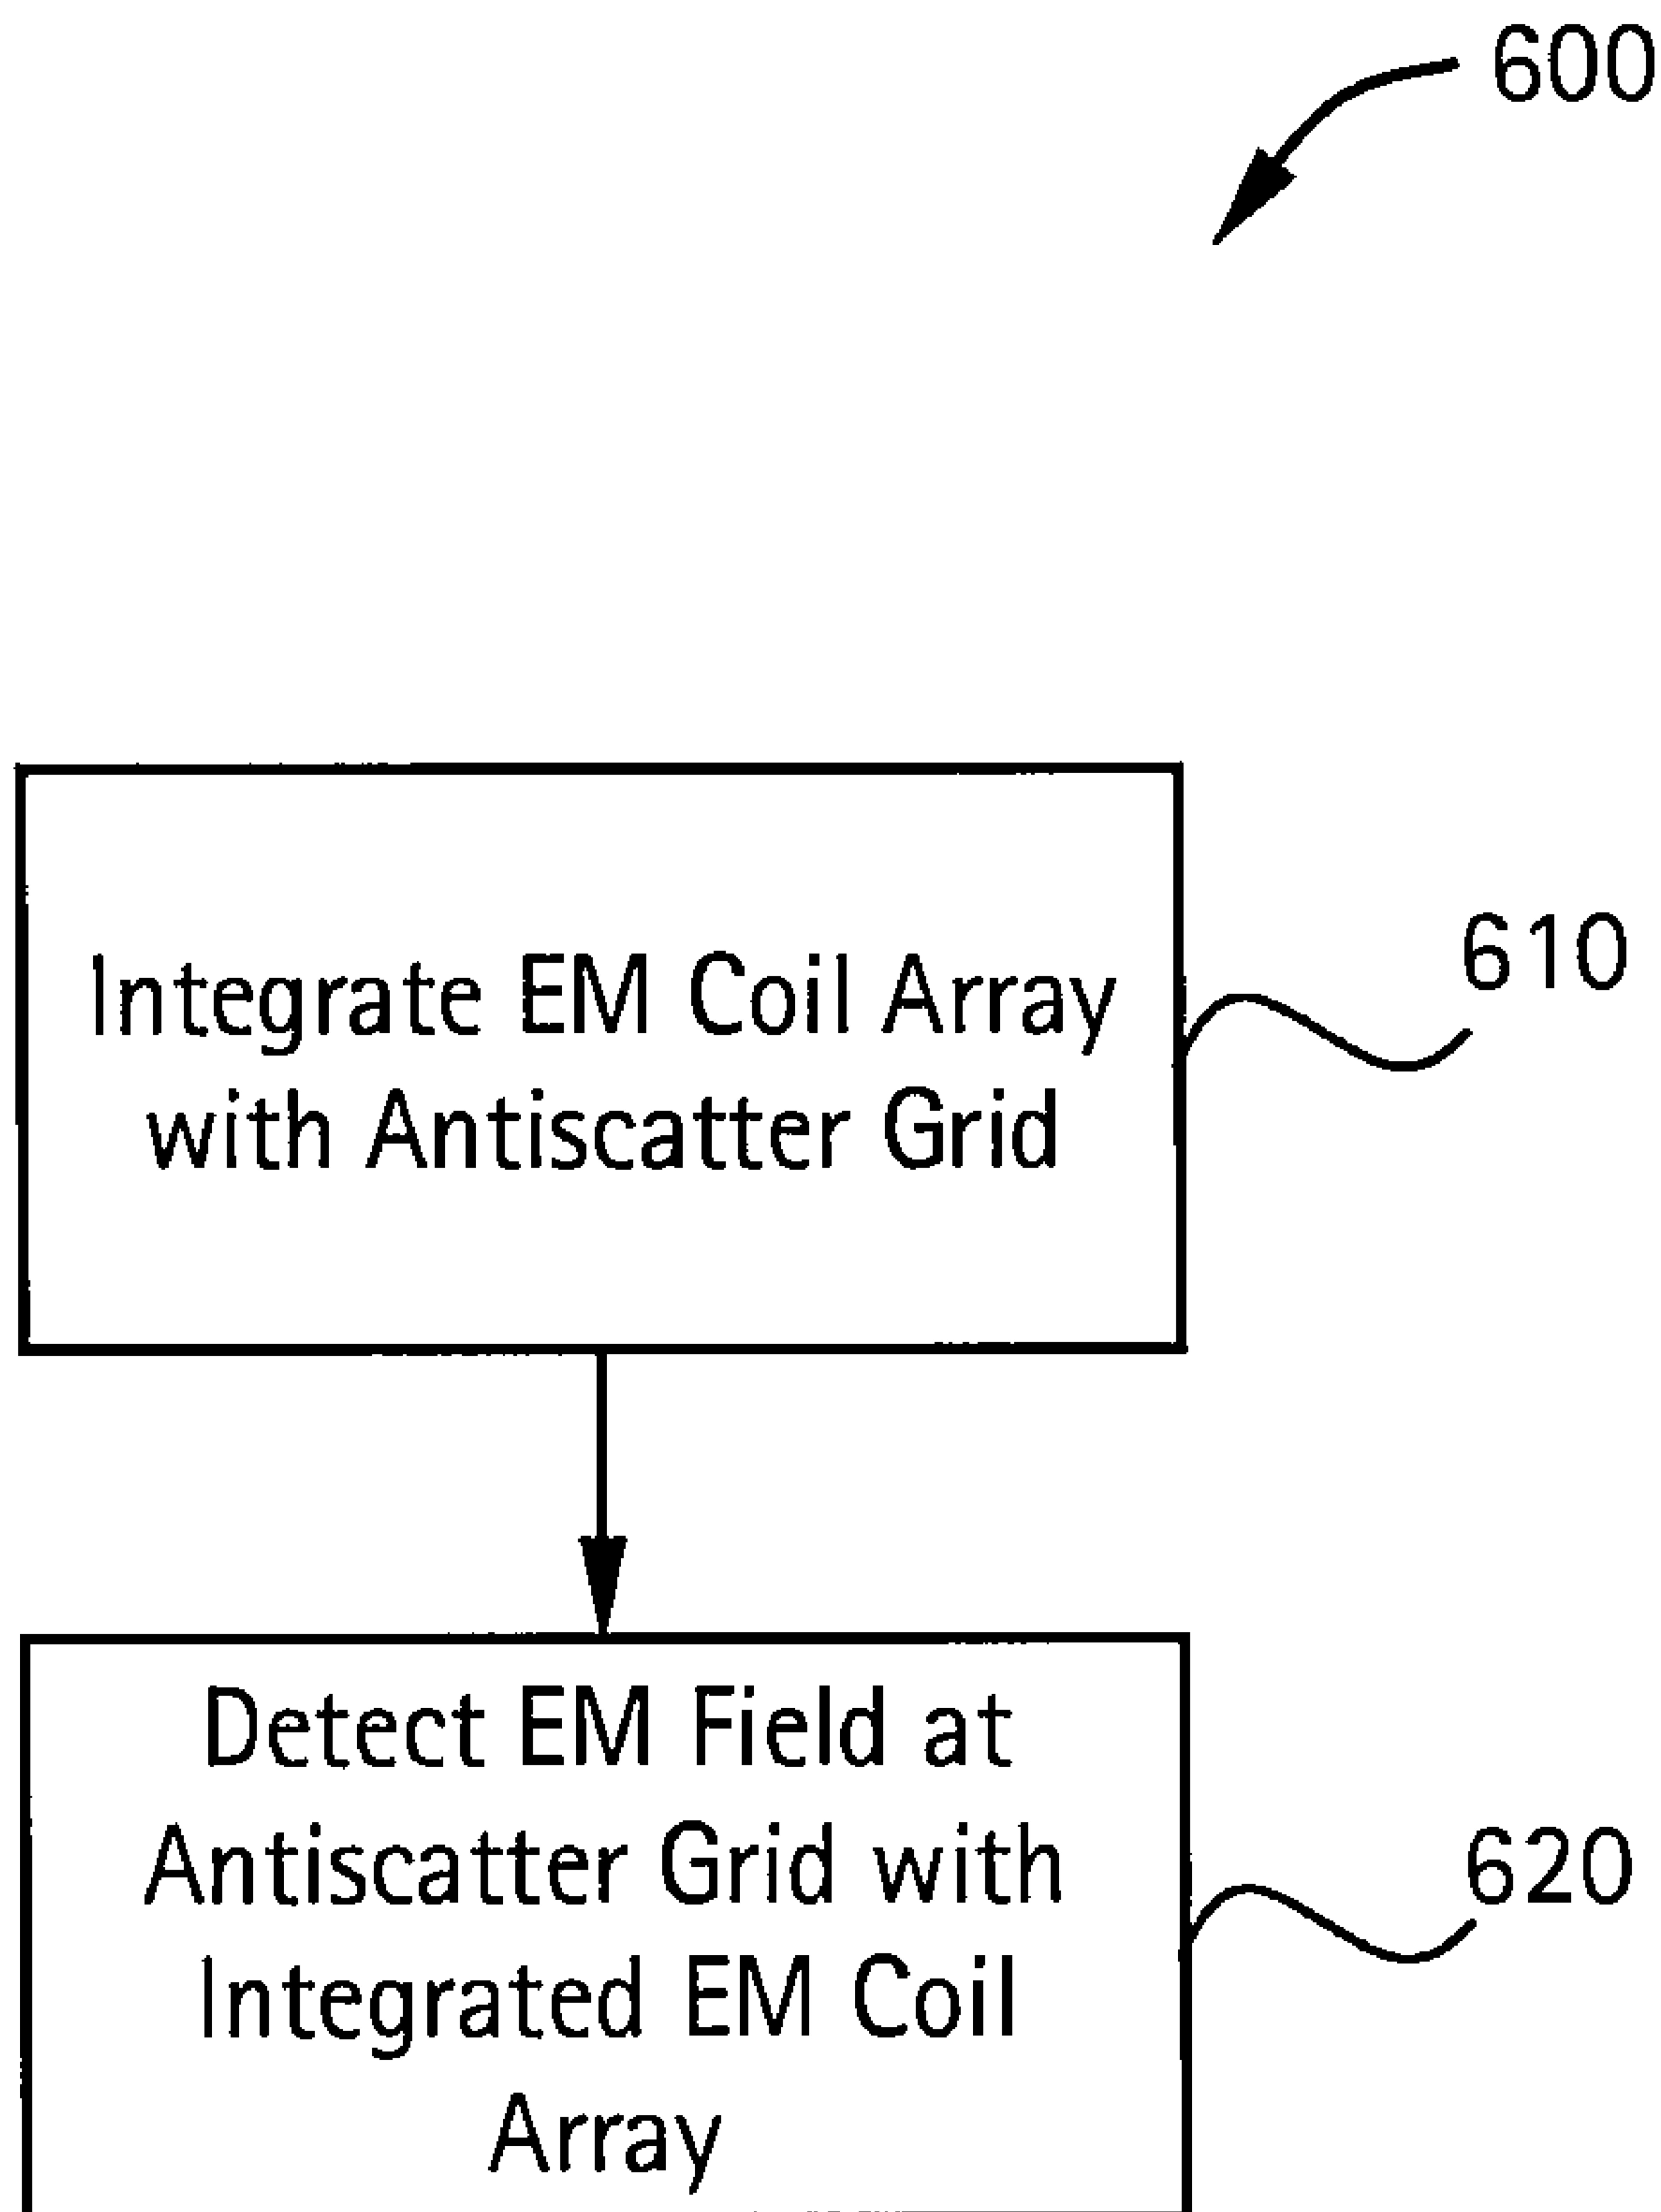 600
Integrate EM Coil Array
with Antiscatter Grid
610
Detect EM Field at
Antiscatter Grid with
Integrated EM Coil
Array
620